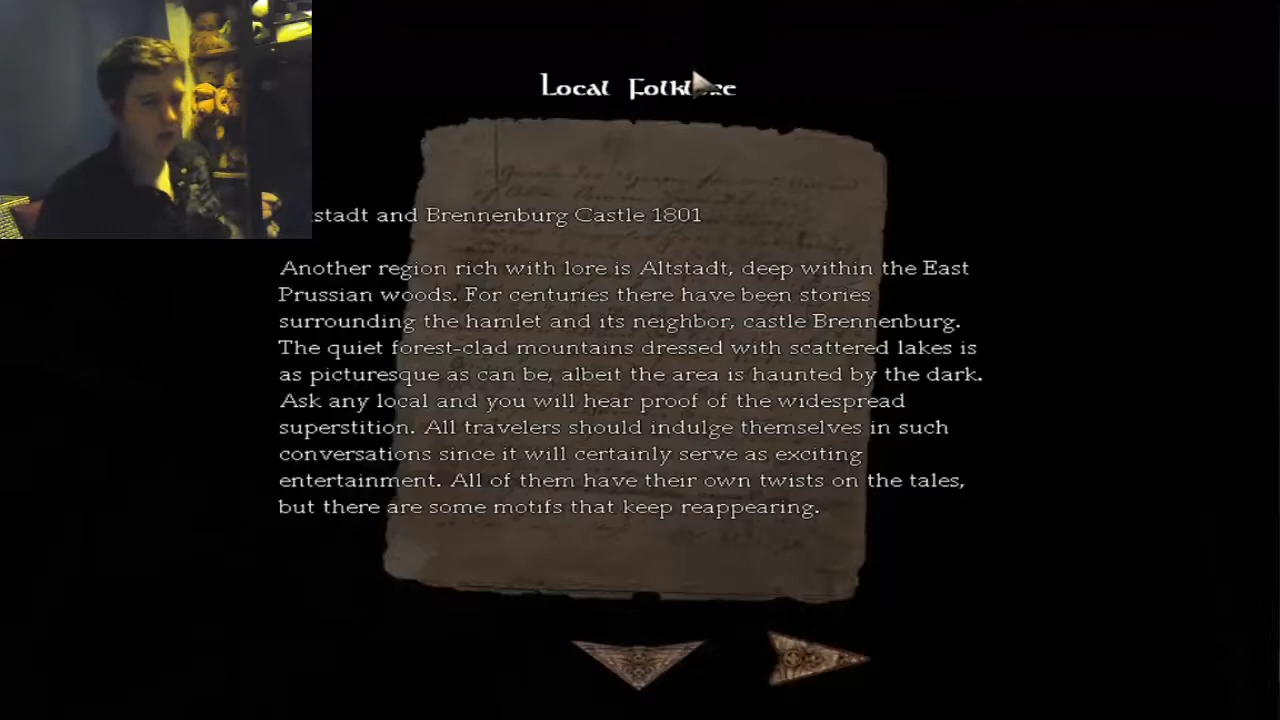 Local Folklore
stadt and Brennenburg Castle 1801
Another region rich with lore is Altstadt, deep within the East
Prussian woods. For centuries there have been stories
surrounding the hamlet and its neighbor, castle Brennenburg.
The quiet forest-clad mountains dressed with scattered lakes is
as picturesque as can be, albeit the area is haunted by the dark.
Ask any local and you will hear proof of the widespread
superstition. All travelers should indulge themselves in such
conversations since it will certainly serve as exciting
entertainment. All of them have their own twists on the tales,
but there are some motifs that keep reappearing.